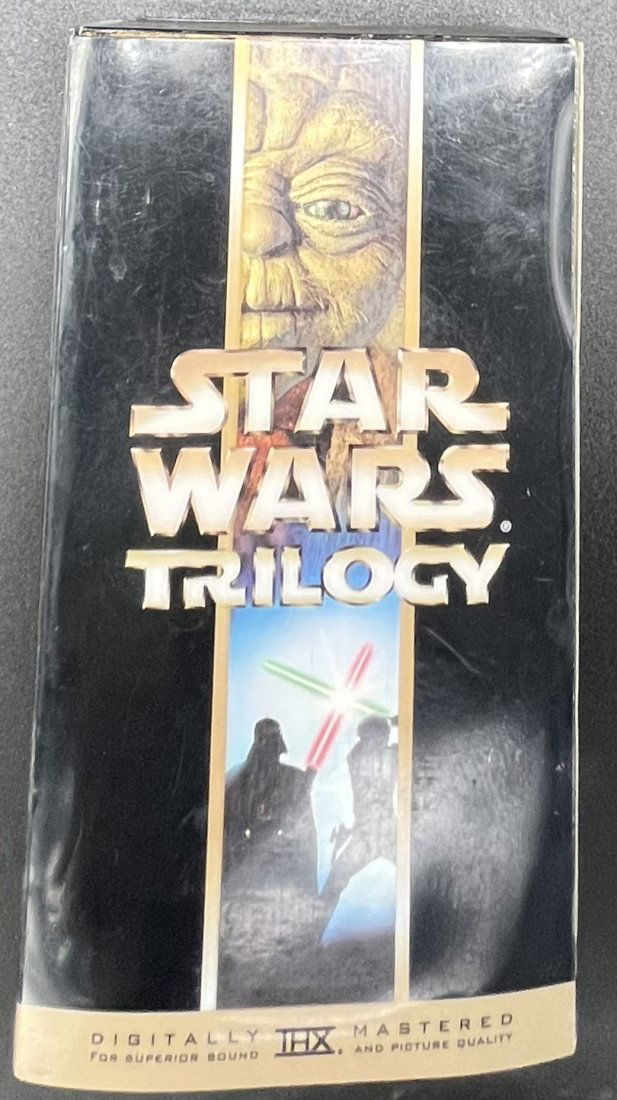 STAR
WARS®
TRILOGY
DIGITALLY THX® MASTERED
FOR SUPERIOR SOUND AND PICTURE QUALITY